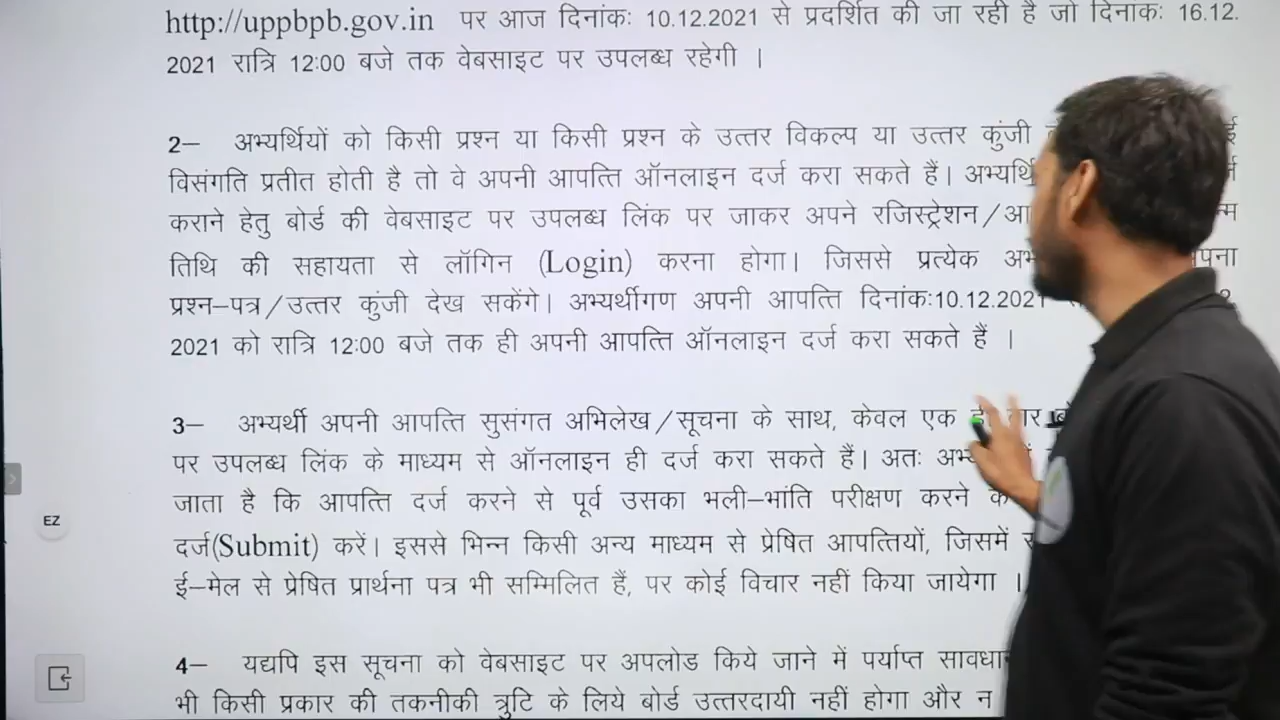 http://uppbpb.gov.in पर आज दिनांकः 10.12.2021 से प्रदर्शित की जा रही है जो दिनाकः 16.12.
2021 रात्रि 12:00 बजे तक वेबसाइट पर उपलब्ध रहेगी ।
2– अभ्यर्थियों को किसी प्रश्न या किसी प्रश्न के उत्तर विकल्प या उत्तर कुंजी
विसंगति प्रतीत होती है तो वे अपनी आपत्ति ऑनलाइन दर्ज करा सकते हैं।
कराने हेतु बोर्ड की वेबसाइट पर उपलब्ध लिंक पर जाकर अपने रजिस्ट्रेशन/
तिथि की सहायता से लॉगिन (Login) करना होगा। जिससे प्रत्येक
प्रश्न–पत्र/उत्तर कुंजी देख सकेंगे। अभ्यर्थीगण अपनी आपत्ति दिनांक:10.12.2021
2021 को रात्रि 12:00 बजे तक ही अपनी आपत्ति ऑनलाइन दर्ज करा सकते हैं ।
3– अभ्यर्थी अपनी आपत्ति सुसंगत अभिलेख/सूचना के साथ, केवल एक
पर उपलब्ध लिंक के माध्यम से ऑनलाइन ही दर्ज करा सकते हैं। अतः
जाता है कि आपत्ति दर्ज करने से पूर्व उसका भली–भांति परीक्षण करने
दर्ज(Submit) करें। इससे भिन्न किसी अन्य माध्यम से प्रेषित आपत्तियों, जिसमें
ई–मेल से प्रेषित प्रार्थना पत्र भी सम्मिलित हैं, पर कोई विचार नहीं किया जायेगा ।
EZ
4– यद्यपि इस सूचना को वेबसाइट पर अपलोड किये जाने में पर्याप्त
भी किसी प्रकार की तकनीकी त्रुटि के लिये बोर्ड उत्तरदायी नहीं होगा और न